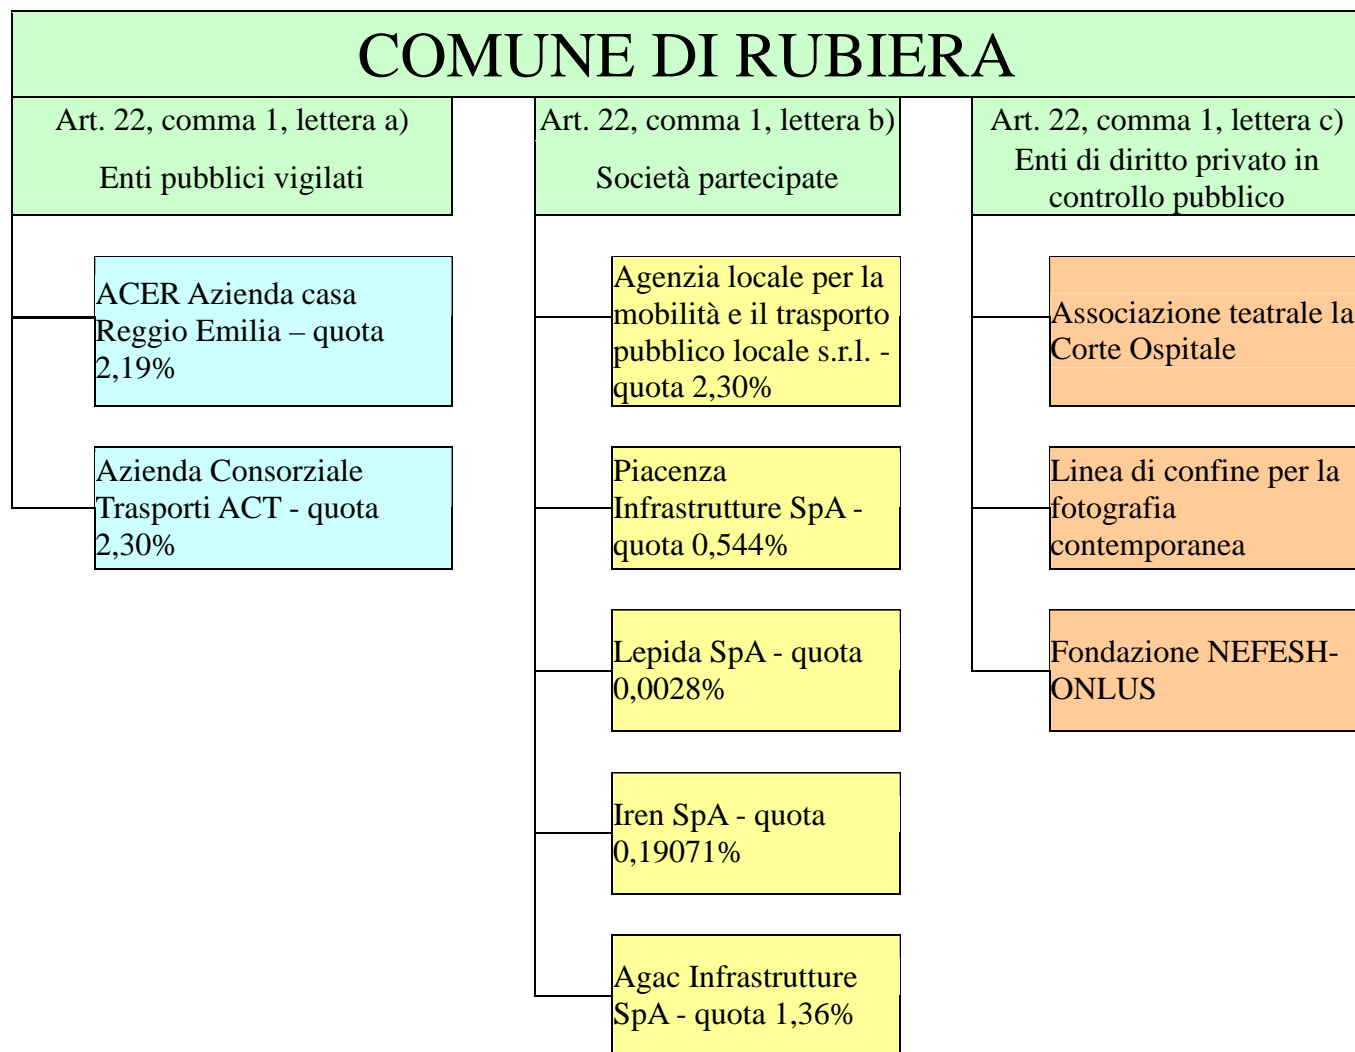 COMUNE DI RUBIERA
Art. 22, comma 1, lettera a)
Enti pubblici vigilati
ACER Azienda casa
Reggio Emilia – quota
2,19%
Azienda Consorziale
Trasporti ACT - quota
2,30%
Art. 22, comma 1, lettera b)
Società partecipate
Agenzia locale per la
mobilità e il trasporto
pubblico locale s.r.l. -
quota 2,30%
Piacenza
Infrastrutture SpA -
quota 0,544%
Lepida SpA - quota
0,0028%
Iren SpA - quota
0,19071%
Agac Infrastrutture
SpA - quota 1,36%
Art. 22, comma 1, lettera c)
Enti di diritto privato in
controllo pubblico
Associazione teatrale la
Corte Ospitale
Linea di confine per la
fotografia
contemporanea
Fondazione NEFESH-
ONLUS